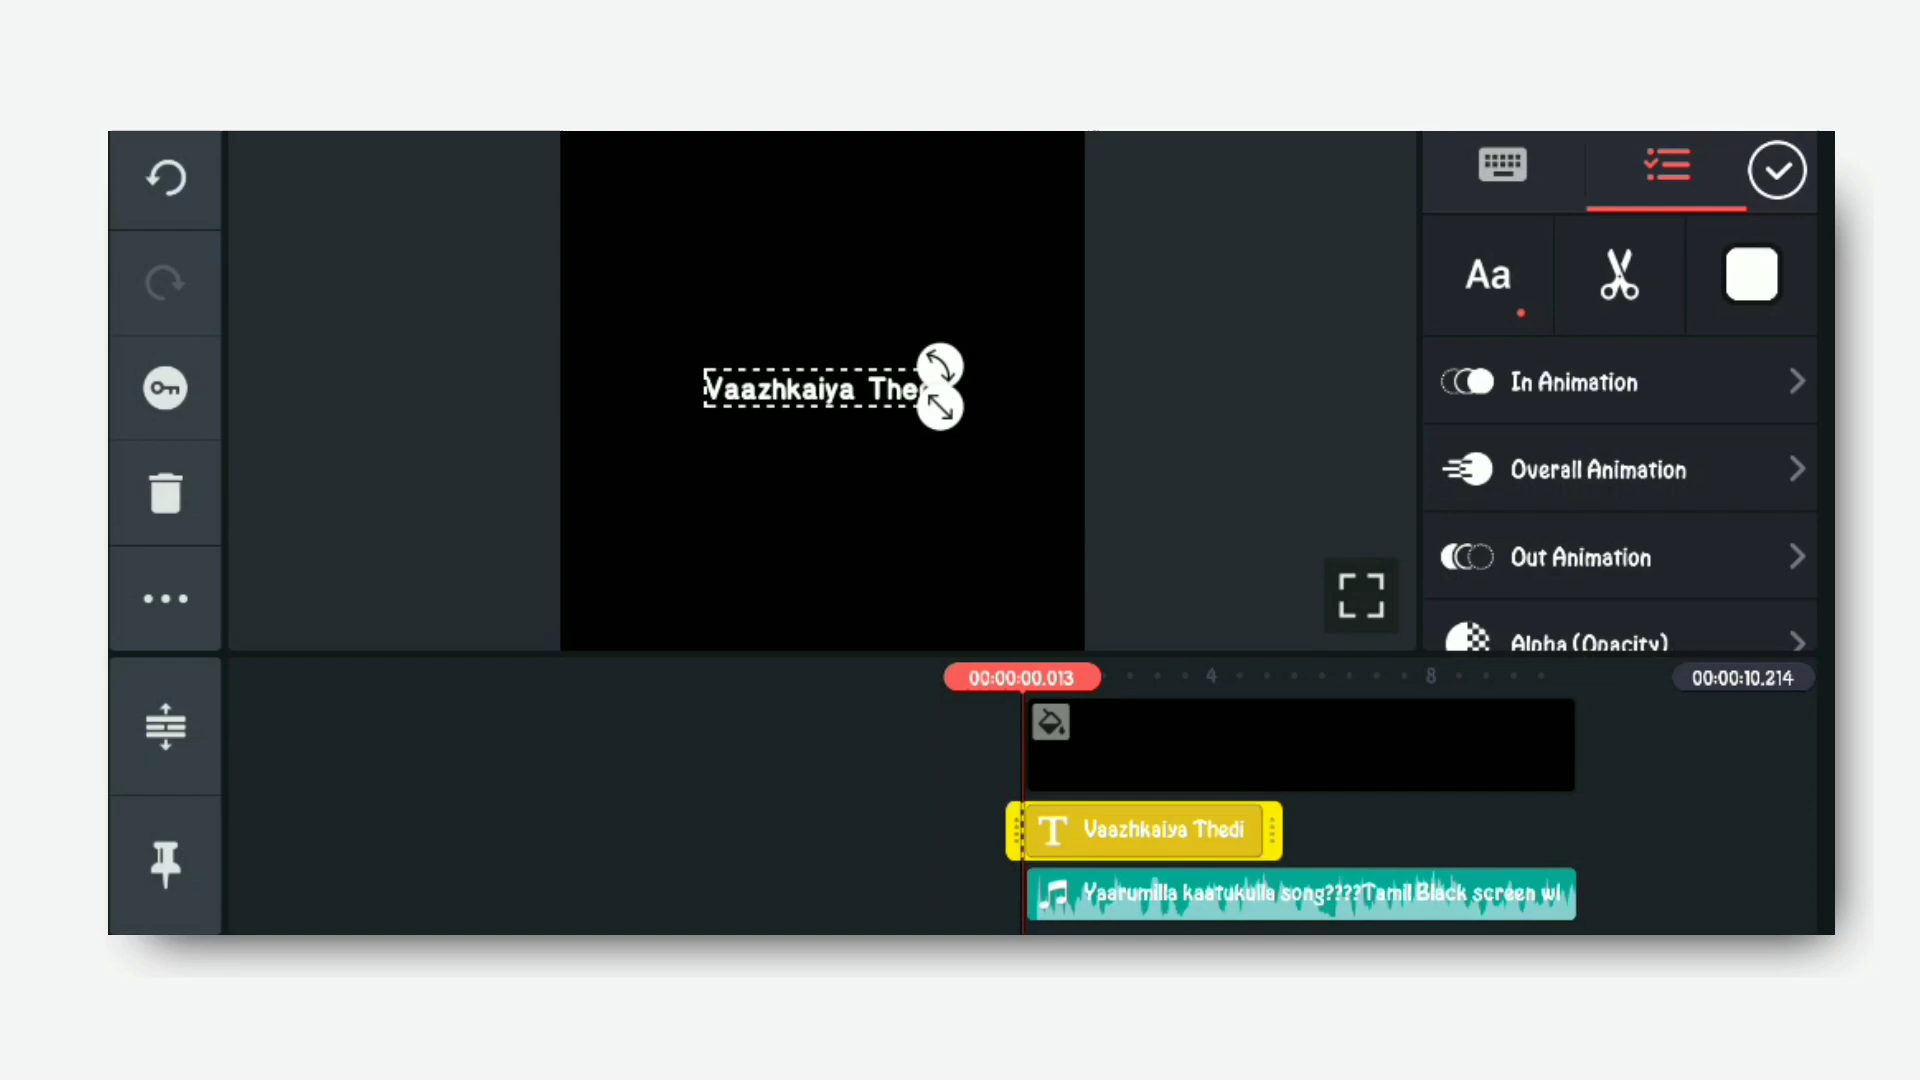 Aa
Vaazhkaiya The
In Animation
Overall Animation
Out Animation
Alpha (Opacity)
00:00:00.013
4
8
00:00:10.214
T Vaazhkaiya Thedi
Yaarumilla kaatukulla song????Tamil Black screen wl